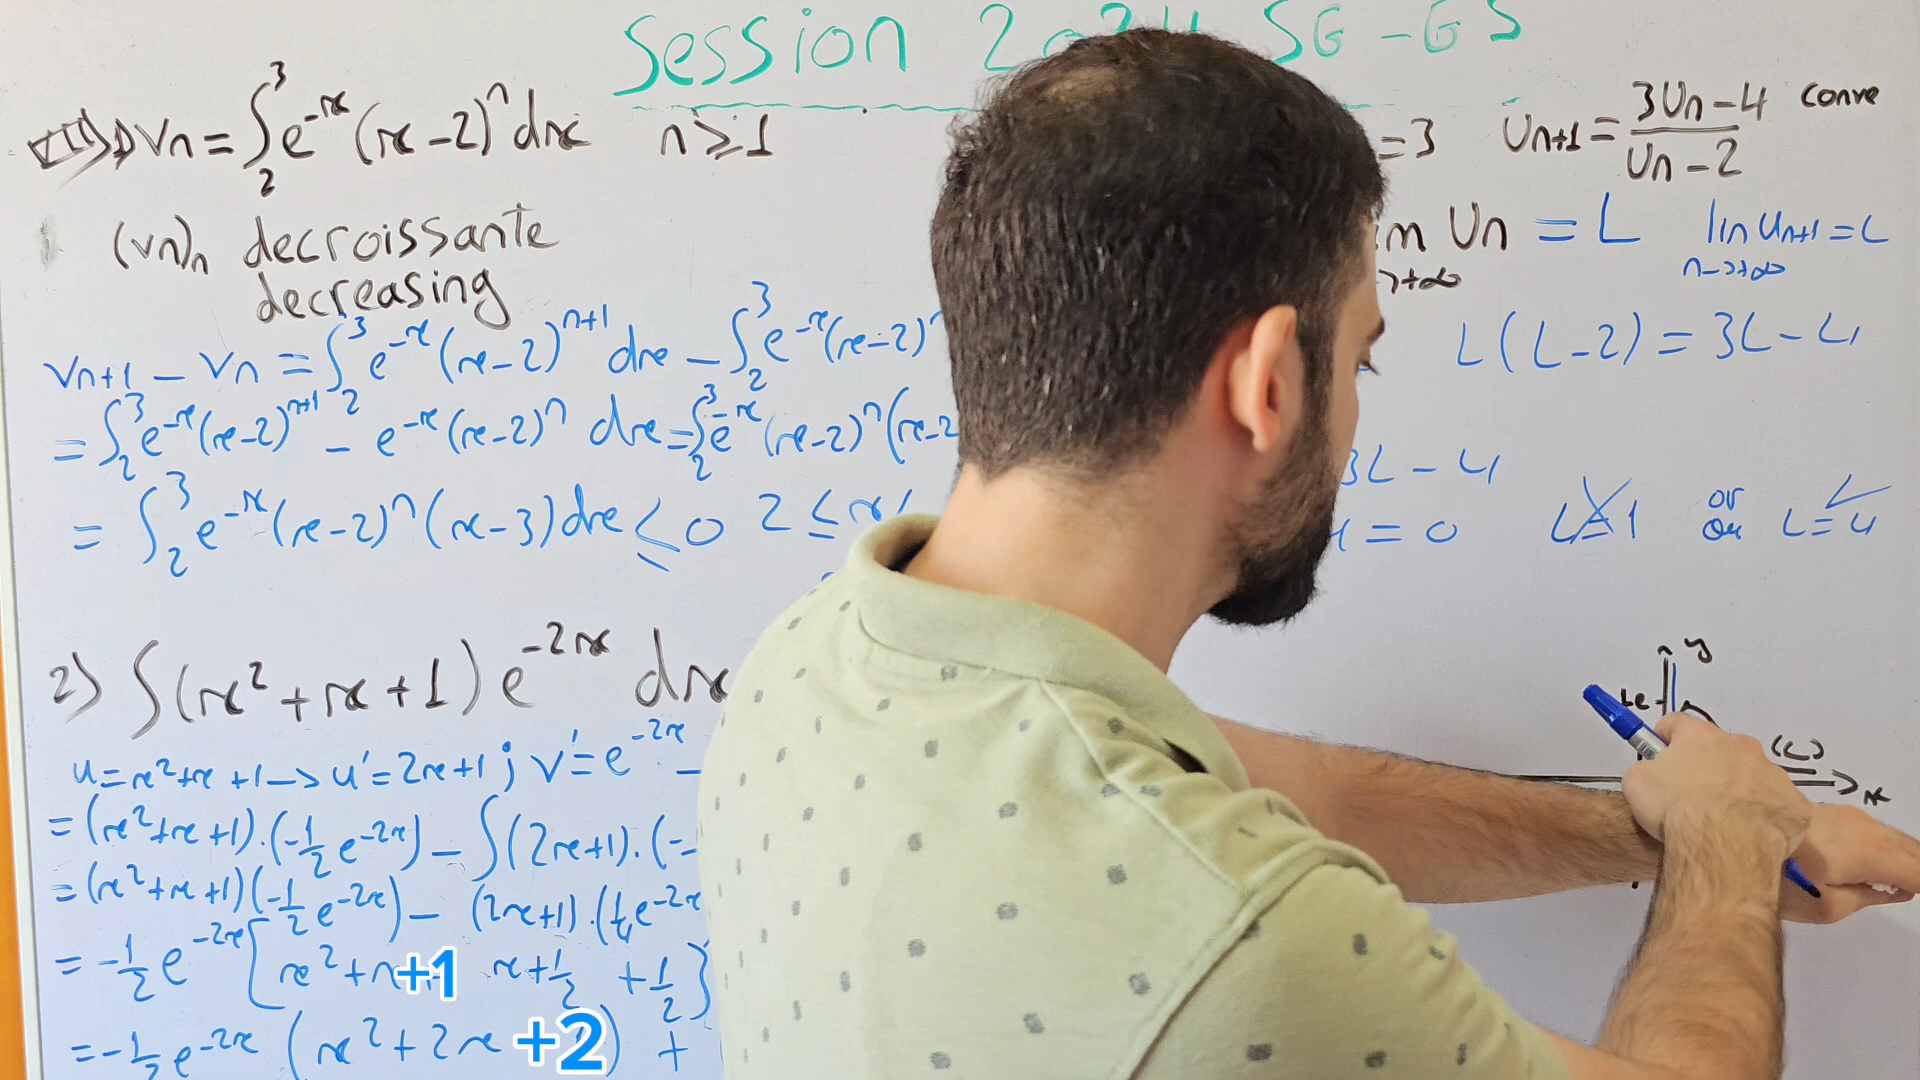 Session 2024 SG-GS
VII) 1) Vn = ∫₂³ e^{-x} (x-2)^n dx n ≥ 1
(vn)n decroissante
decreasing
Vn+1 - Vn = ∫₂³ e^{-x} (x-2)^{n+1} dx - ∫₂³ e^{-x} (x-2)^n
= ∫₂³ e^{-x} (x-2)^{n+1} - e^{-x} (x-2)^n dx = ∫₂³ e^{-x} (x-2)^n (x-2
= ∫₂³ e^{-x} (x-2)^n (x-3) dx ≤ 0 2 ≤ x ≤
2) ∫ (x² + x + 1) e^{-2x} dx
u = x² + x + 1 → u' = 2x + 1 ; v' = e^{-2x} -
= (x² + x + 1) . (-1/2 e^{-2x}) - ∫ (2x+1) . (-
= (x² + x + 1) (-1/2 e^{-2x}) - (2x+1) . (1/4 e^{-2x}
= -1/2 e^{-2x} [ x² + x +1 x + 1/2 + 1/2 ]
= -1/2 e^{-2x} ( x² + 2x +2 ) +
= 3 Un+1 = (3Un - 4)/(Un - 2) conve
Un = L lim Un+1 = L
→+∞ n→+∞
L(L-2) = 3L - 4
3L - 4
= 0 L=1 or L=4
ou
y
(C)
x